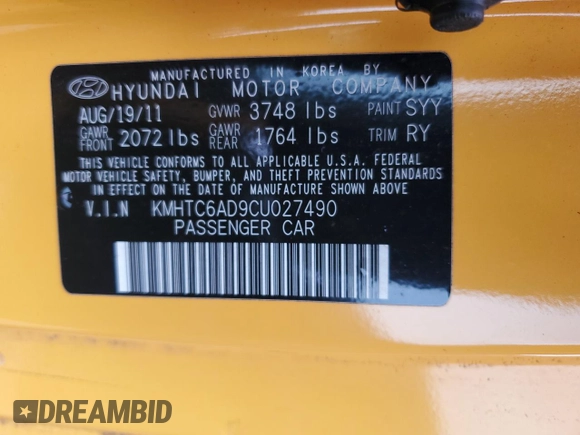 MANUFACTURED IN KOREA BY
HYUNDAI MOTOR COMPANY
AUG/19/11 GVWR 3748 lbs PAINT SYY
GAWR FRONT 2072 lbs GAWR REAR 1764 lbs TRIM RY
THIS VEHICLE CONFORMS TO ALL APPLICABLE U.S.A. FEDERAL
MOTOR VEHICLE SAFETY, BUMPER, AND THEFT PREVENTION STANDARDS
IN EFFECT ON THE DATE OF MANUFACTURE SHOWN ABOVE.
V.I.N KMHTC6AD9CU027490
PASSENGER CAR
DREAMBID